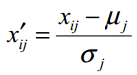 x'ᵢⱼ = (xᵢⱼ − μⱼ) / σⱼ